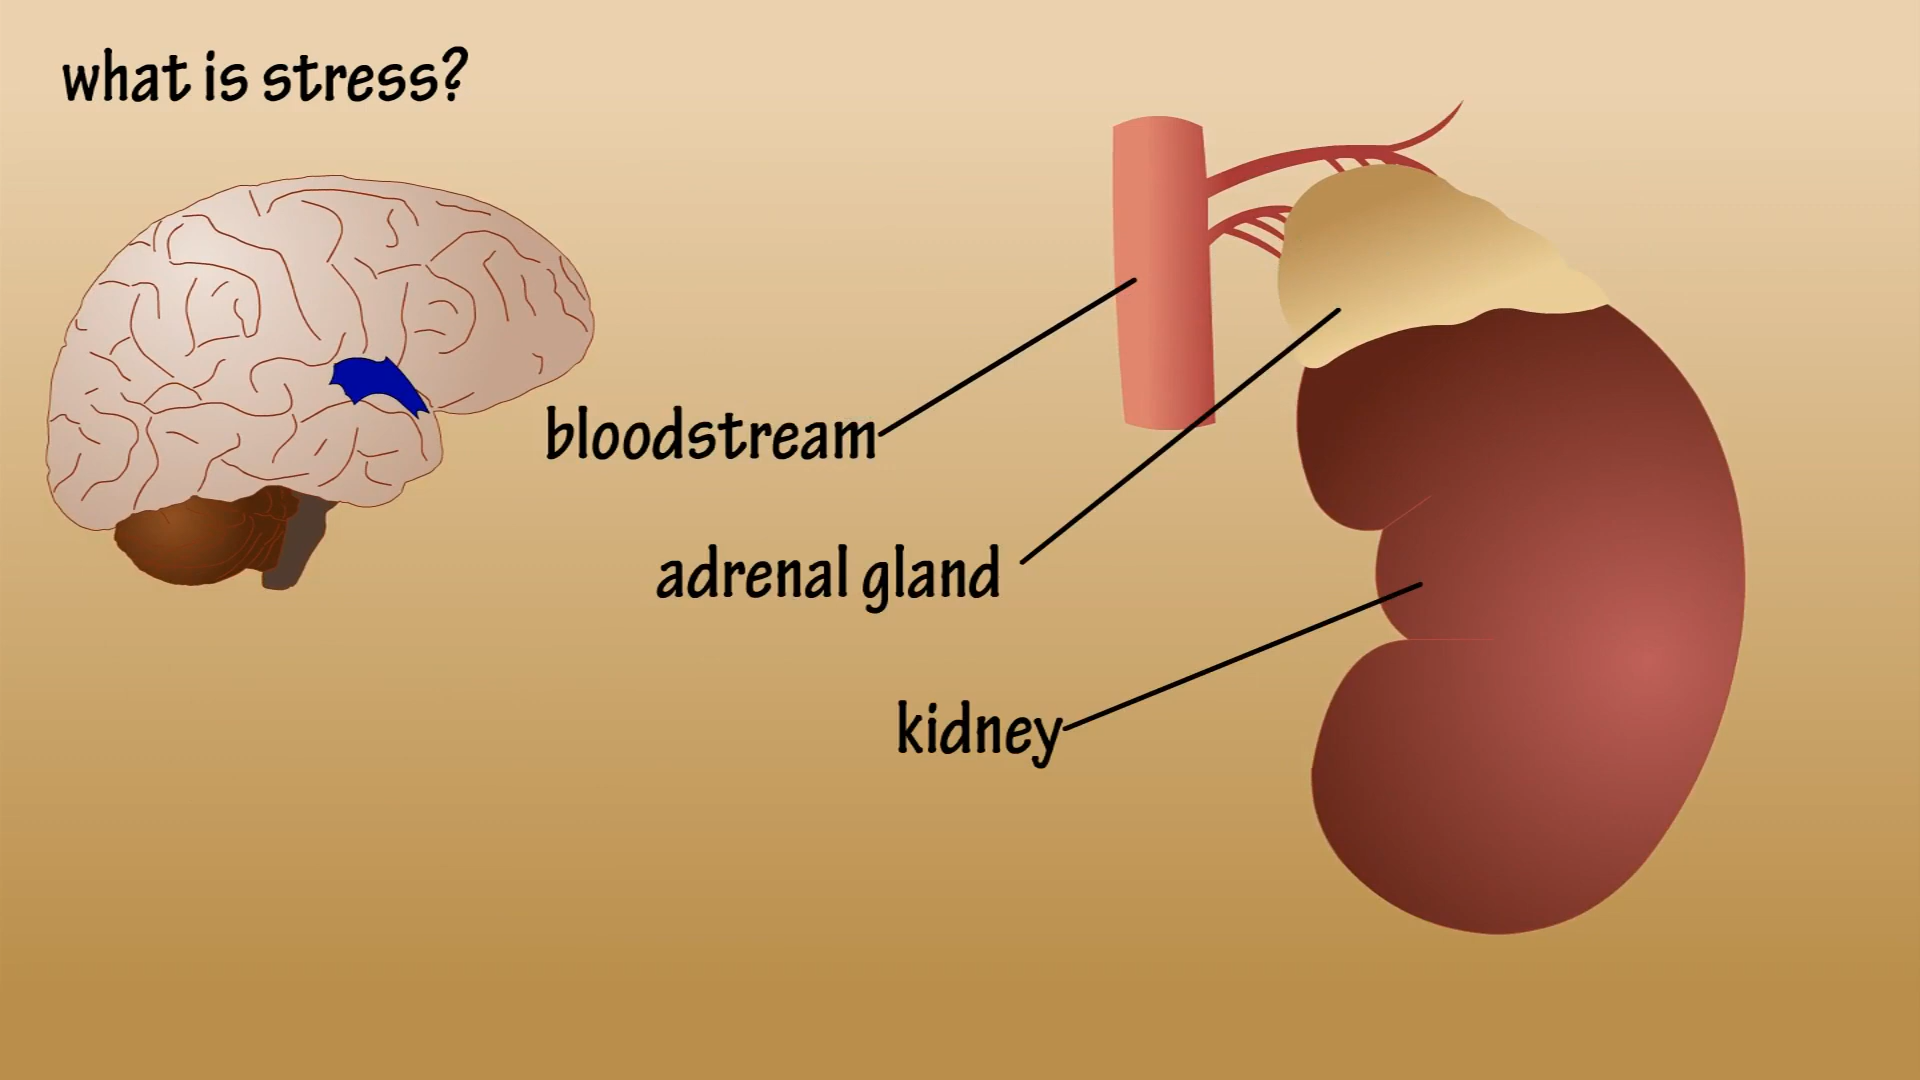 what is stress?
bloodstream
adrenal gland
kidney